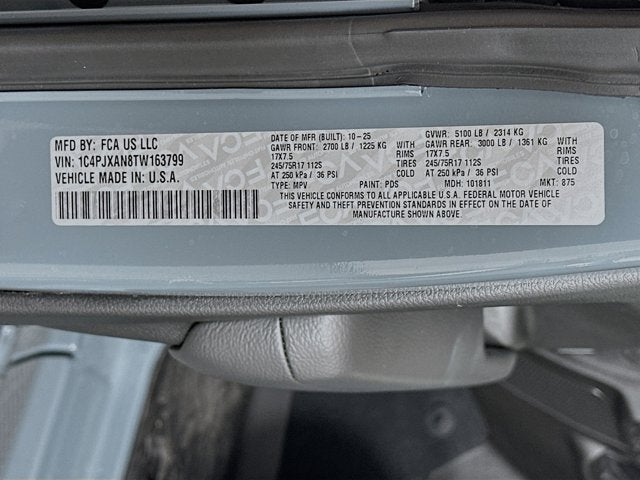 MFD BY: FCA US LLC
VIN: 1C4PJXAN8TW163799
VEHICLE MADE IN: U.S.A.
DATE OF MFR (BUILT): 10-25
GAWR FRONT: 2700 LB / 1225 KG WITH
17X7.5 RIMS
245/75R17 112S TIRES
AT 250 kPa / 36 PSI COLD
TYPE: MPV PAINT: PDS
GVWR: 5100 LB / 2314 KG
GAWR REAR: 3000 LB / 1361 KG WITH
17X7.5 RIMS
245/75R17 112S TIRES
AT 250 kPa / 36 PSI COLD
MDH: 101811 MKT: 875
THIS VEHICLE CONFORMS TO ALL APPLICABLE U.S.A. FEDERAL MOTOR VEHICLE
SAFETY AND THEFT PREVENTION STANDARDS IN EFFECT ON THE DATE OF
MANUFACTURE SHOWN ABOVE.